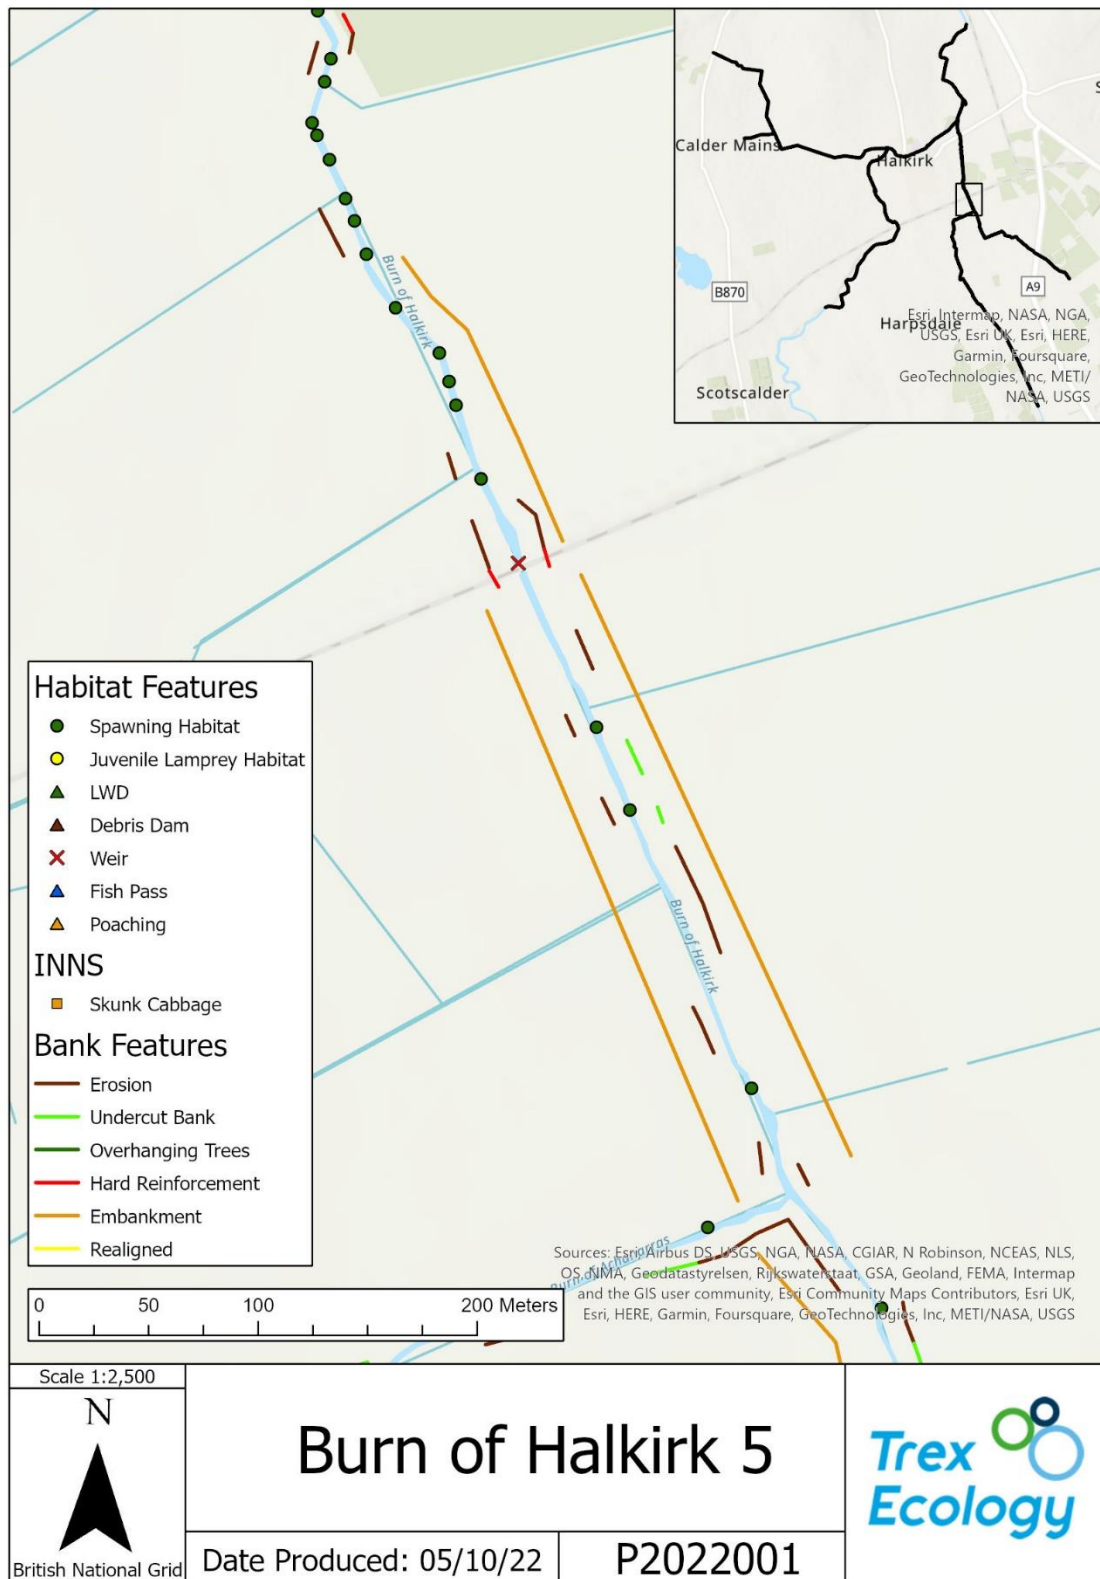 Calder Mains
Halkirk
S
B870
A9
Harpsdale
Scotscalder
Esri, Intermap, NASA, NGA,
USGS, Esri UK, Esri, HERE,
Garmin, Foursquare,
GeoTechnologies, Inc, METI/
NASA, USGS
Burn of Halkirk
Habitat Features
Spawning Habitat
Juvenile Lamprey Habitat
LWD
Debris Dam
Weir
Fish Pass
Poaching
INNS
Skunk Cabbage
Bank Features
Erosion
Undercut Bank
Overhanging Trees
Hard Reinforcement
Embankment
Realigned
Burn of Halkirk
Burn of Achanarras
Sources: Esri, Airbus DS, USGS, NGA, NASA, CGIAR, N Robinson, NCEAS, NLS,
OS, NMA, Geodatastyrelsen, Rijkswaterstaat, GSA, Geoland, FEMA, Intermap
and the GIS user community, Esri Community Maps Contributors, Esri UK,
Esri, HERE, Garmin, Foursquare, GeoTechnologies, Inc, METI/NASA, USGS
0 50 100 200 Meters
Scale 1:2,500
N
British National Grid
Burn of Halkirk 5
Date Produced: 05/10/22
P2022001
Trex
Ecology